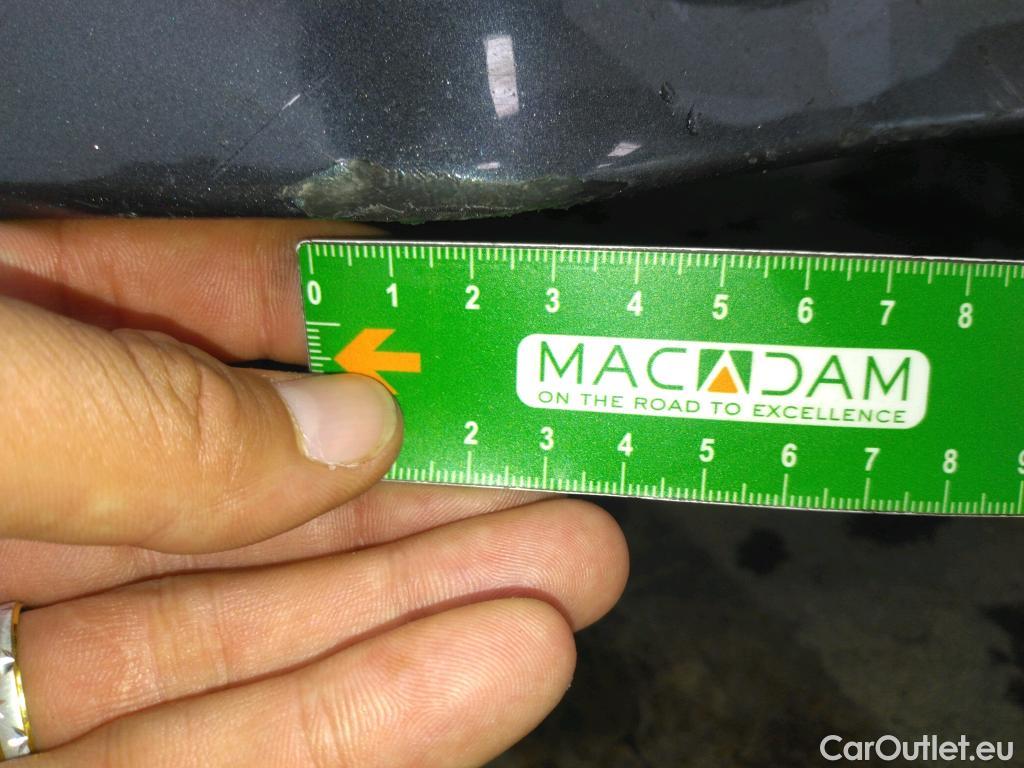 0 1 2 3 4 5 6 7 8
MACADAM
ON THE ROAD TO EXCELLENCE
2 3 4 5 6 7 8 9
CarOutlet.eu